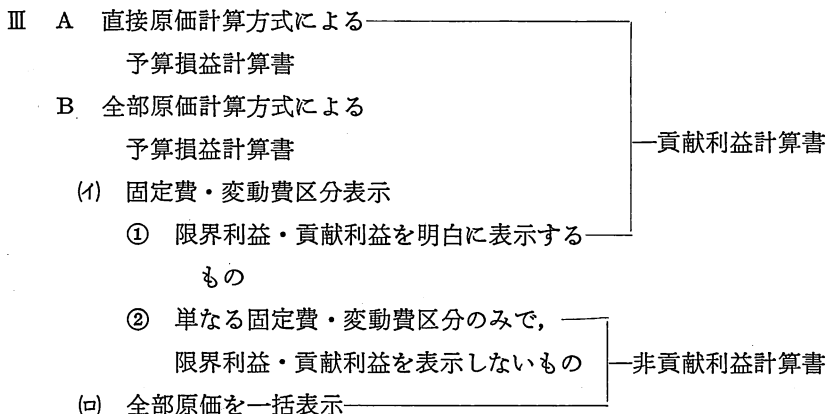 Ⅲ A 直接原価計算方式による
予算損益計算書
B 全部原価計算方式による
予算損益計算書
貢献利益計算書
(イ) 固定費・変動費区分表示
① 限界利益・貢献利益を明白に表示する
もの
② 単なる固定費・変動費区分のみで,
限界利益・貢献利益を表示しないもの
非貢献利益計算書
(ロ) 全部原価を一括表示